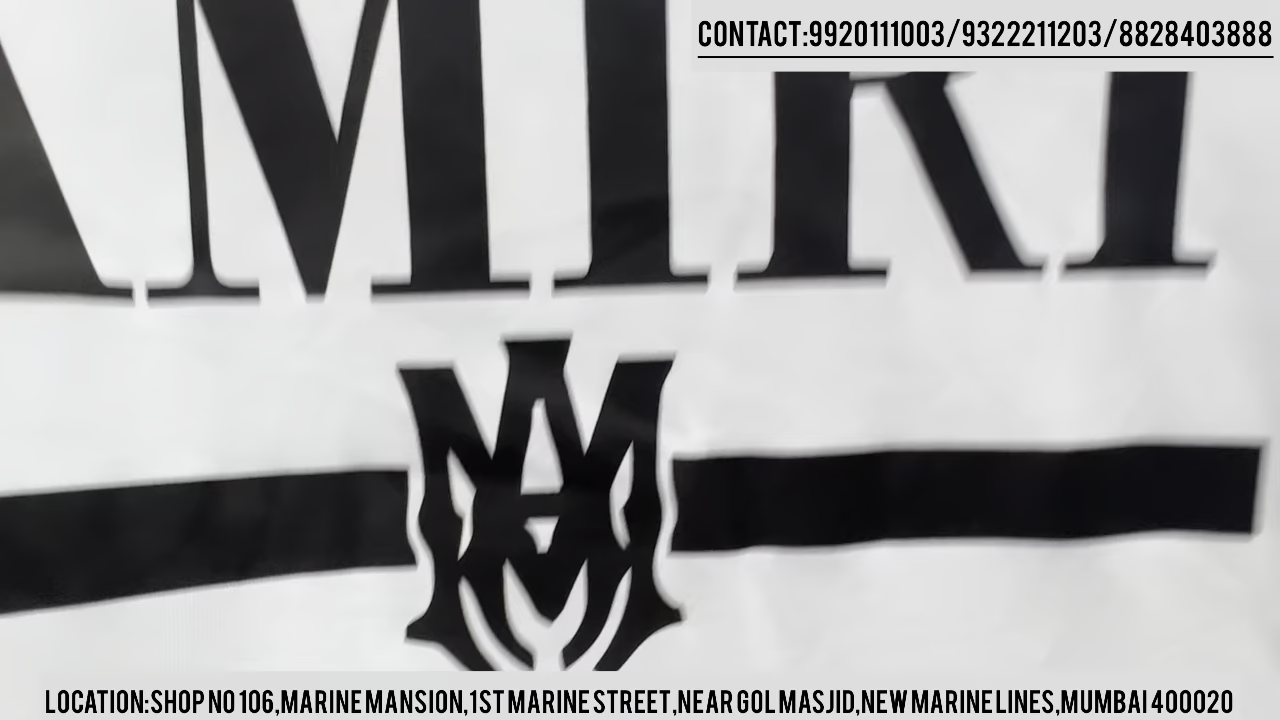 CONTACT:9920111003/9322211203/8828403888
AMIRI
LOCATION:SHOP NO 106,MARINE MANSION,1ST MARINE STREET,NEAR GOL MASJID,NEW MARINE LINES,MUMBAI 400020